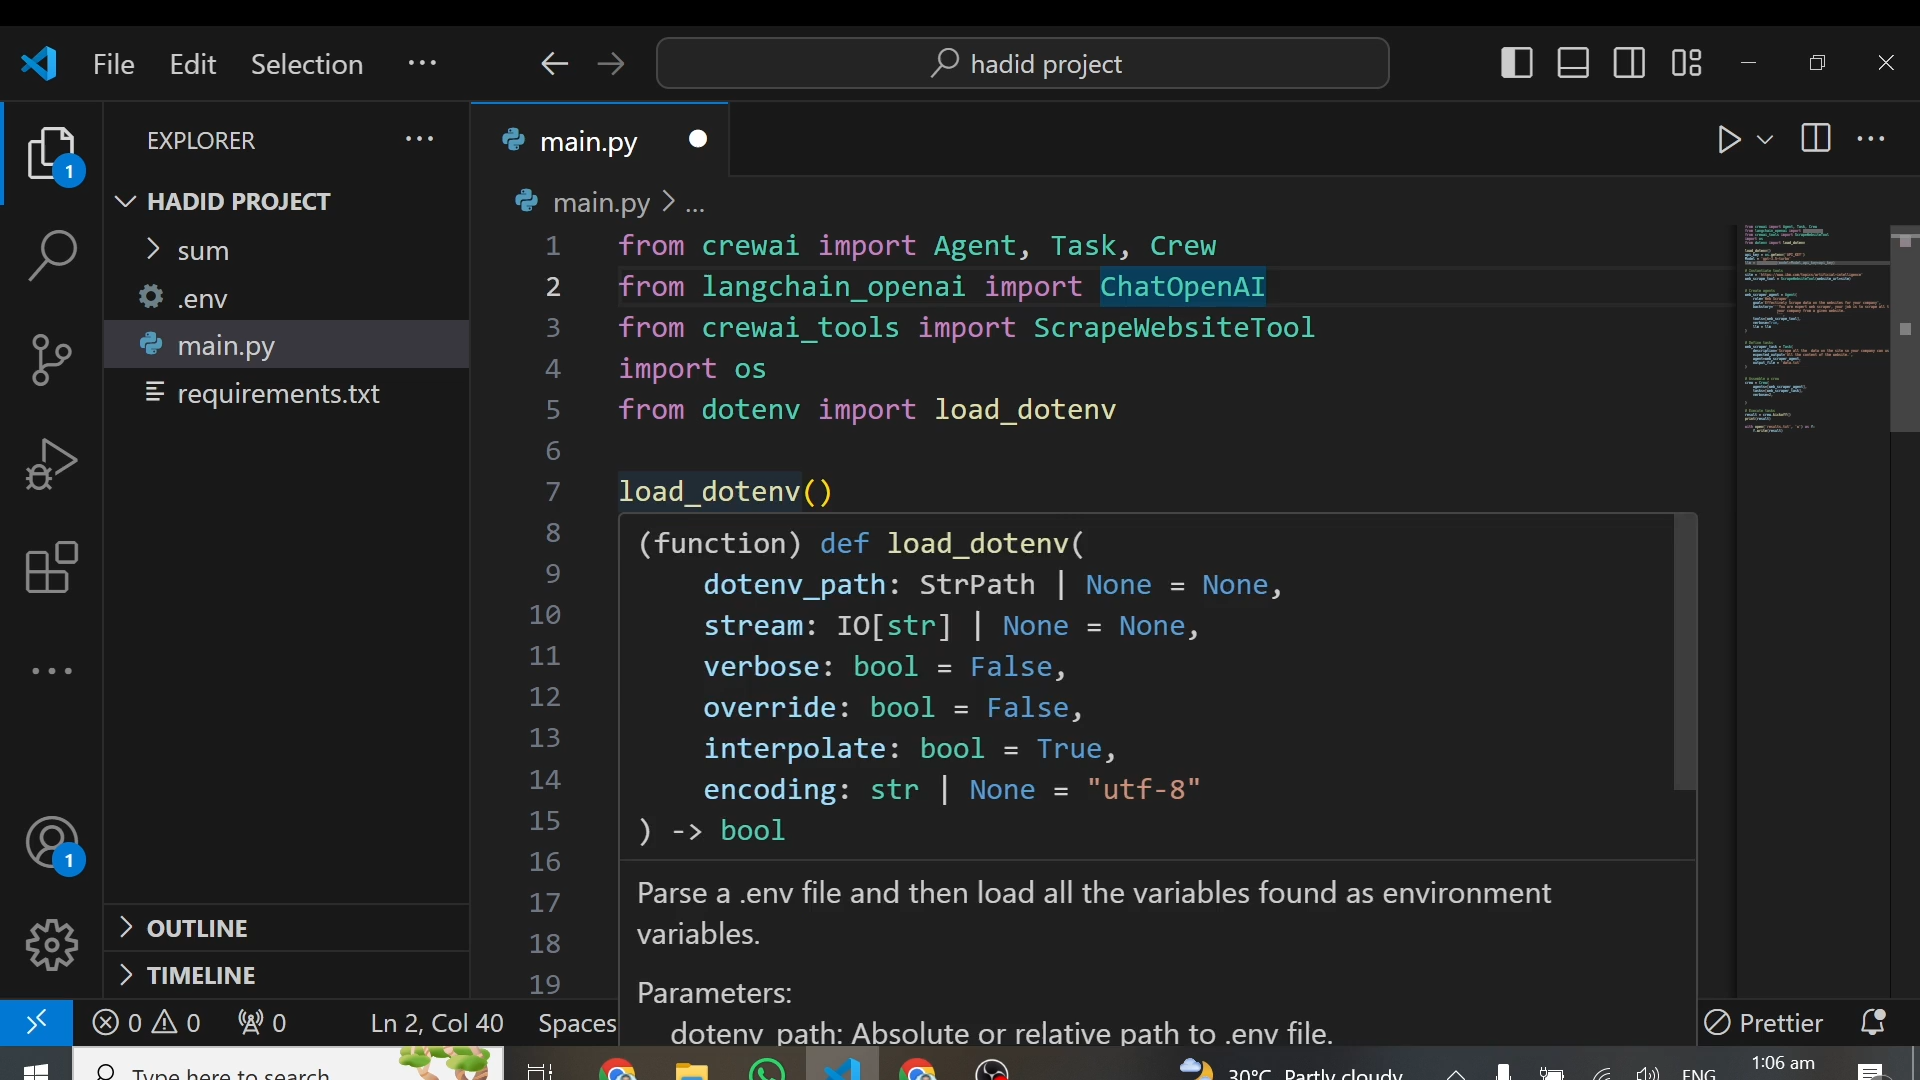 File Edit Selection ···
hadid project
EXPLORER ···
main.py
1
HADID PROJECT
main.py > ...
sum
.env
main.py
requirements.txt
1 from crewai import Agent, Task, Crew
2 from langchain_openai import ChatOpenAI
3 from crewai_tools import ScrapeWebsiteTool
4 import os
5 from dotenv import load_dotenv
6
7 load_dotenv()
8 (function) def load_dotenv(
9 dotenv_path: StrPath | None = None,
10 stream: IO[str] | None = None,
11 verbose: bool = False,
12 override: bool = False,
13 interpolate: bool = True,
14 encoding: str | None = "utf-8"
15 ) -> bool
16
17 Parse a .env file and then load all the variables found as environment
18 variables.
19 Parameters:
dotenv_path: Absolute or relative path to .env file.
1
OUTLINE
TIMELINE
0 0 0 Ln 2, Col 40 Spaces
Prettier
Type here to search
30°C Partly cloudy
ENG
1:06 am